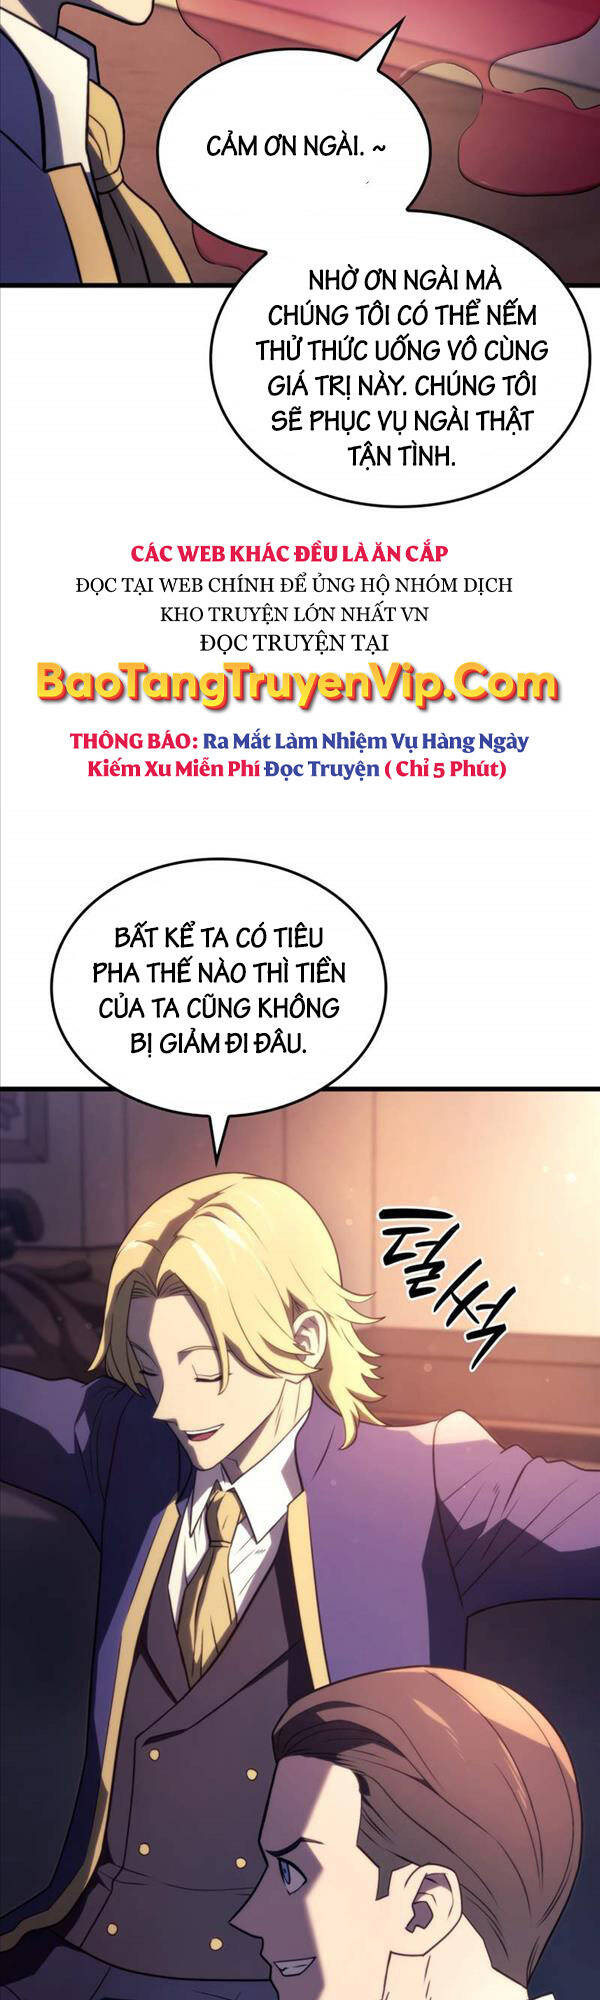 CẢM ƠN NGÀI. ~
NHỜ ƠN NGÀI MÀ
CHÚNG TÔI CÓ THỂ NẾM
THỬ THỨC UỐNG VÔ CÙNG
GIÁ TRỊ NÀY. CHÚNG TÔI
SẼ PHỤC VỤ NGÀI THẬT
TẬN TÌNH.
CÁC WEB KHÁC ĐỀU LÀ ĂN CẮP
ĐỌC TẠI WEB CHÍNH ĐỂ ỦNG HỘ NHÓM DỊCH
KHO TRUYỆN LỚN NHẤT VN
ĐỌC TRUYỆN TẠI
BaoTangTruyenVip.Com
THÔNG BÁO: Ra Mắt Làm Nhiệm Vụ Hàng Ngày
Kiếm Xu Miễn Phí Đọc Truyện ( Chỉ 5 Phút)
BẤT KỂ TA CÓ TIÊU
PHA THẾ NÀO THÌ TIỀN
CỦA TA CŨNG KHÔNG
BỊ GIẢM ĐI ĐÂU.